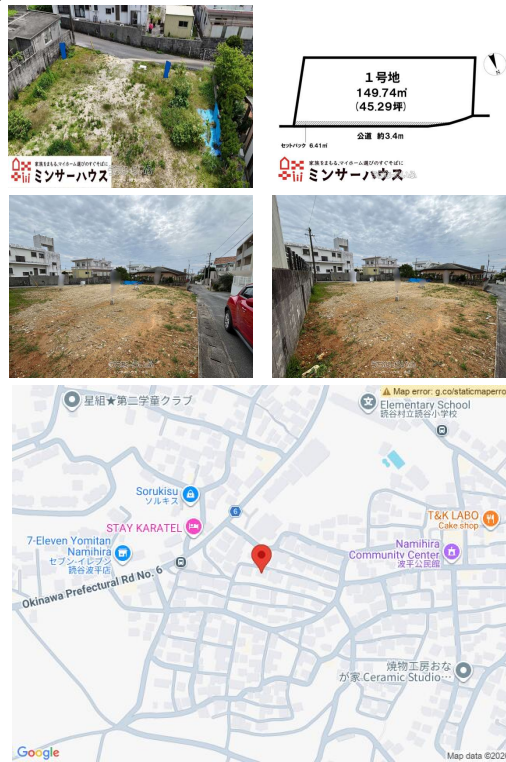 家族をまもる、マイホーム選びのすぐそばに
ミンサーハウス
1号地
149.74㎡
(45.29坪)
公道 約3.4m
セットバック 6.41㎡
N
家族をまもる、マイホーム選びのすぐそばに
ミンサーハウス
Map error: g.co/staticmaperro
星組★第二学童クラブ
Elementary School
読谷村立読谷小学校
Sorukisu
ソルキス
6
STAY KARATEL
T&K LABO
Cake shop
7-Eleven Yomitan
Namihira
セブン-イレブン
読谷波平店
Namihira
Community Center
波平公民館
Okinawa Prefectural Rd No. 6
焼物工房おな
が家 Ceramic Studio…
Google
Map data ©2026